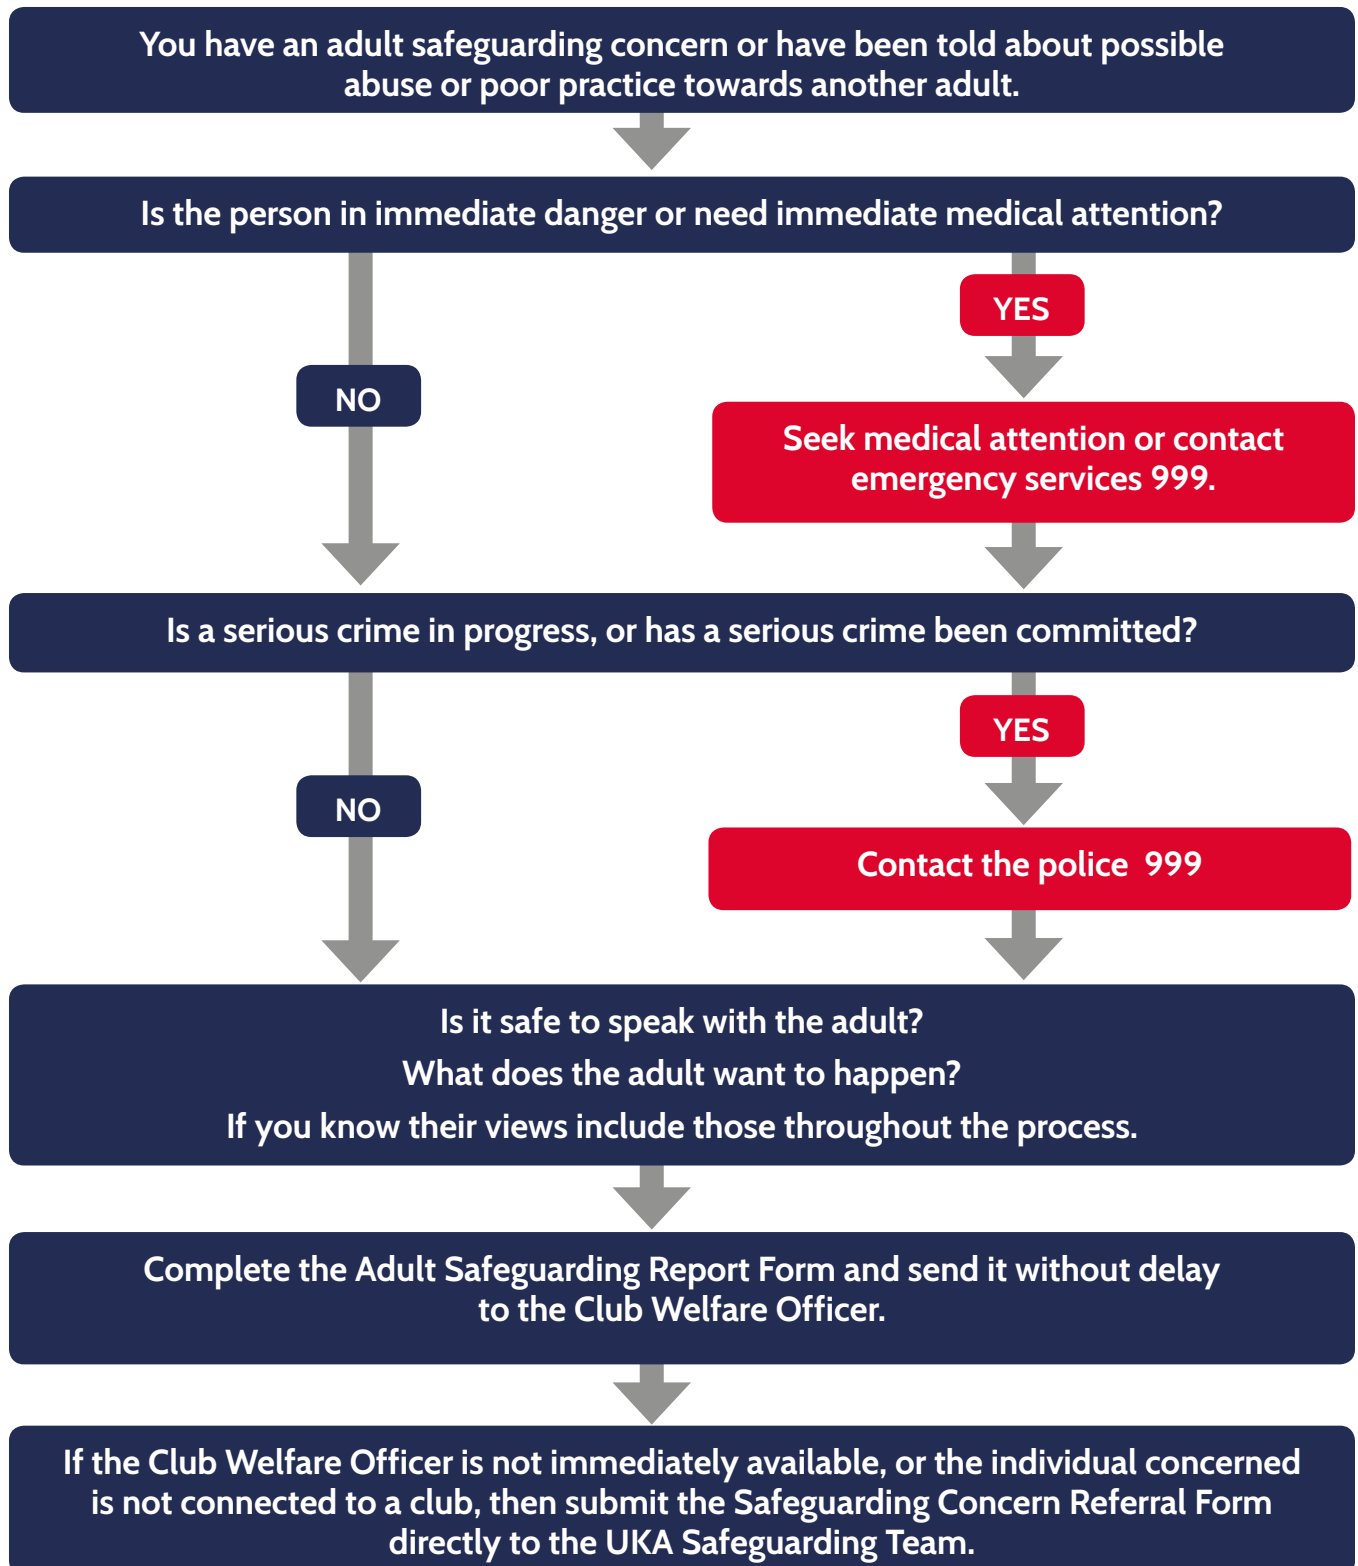 You have an adult safeguarding concern or have been told about possible
abuse or poor practice towards another adult.
Is the person in immediate danger or need immediate medical attention?
YES
NO
Seek medical attention or contact
emergency services 999.
Is a serious crime in progress, or has a serious crime been committed?
YES
NO
Contact the police 999
Is it safe to speak with the adult?
What does the adult want to happen?
If you know their views include those throughout the process.
Complete the Adult Safeguarding Report Form and send it without delay
to the Club Welfare Officer.
If the Club Welfare Officer is not immediately available, or the individual concerned
is not connected to a club, then submit the Safeguarding Concern Referral Form
directly to the UKA Safeguarding Team.